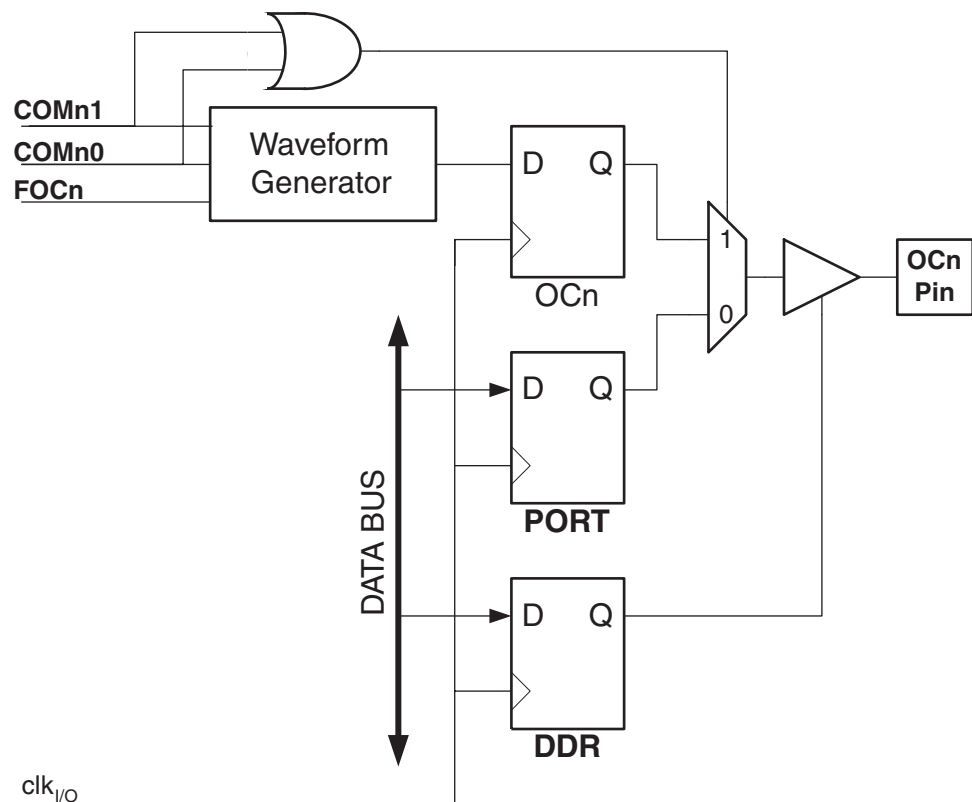 COMn1
COMn0
FOCn
Waveform
Generator
D Q
OCn
1
0
OCn
Pin
D Q
PORT
DATA BUS
D Q
DDR
clkI/O